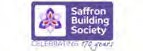 Saffron
Building
Society
CELEBRATING 170 years